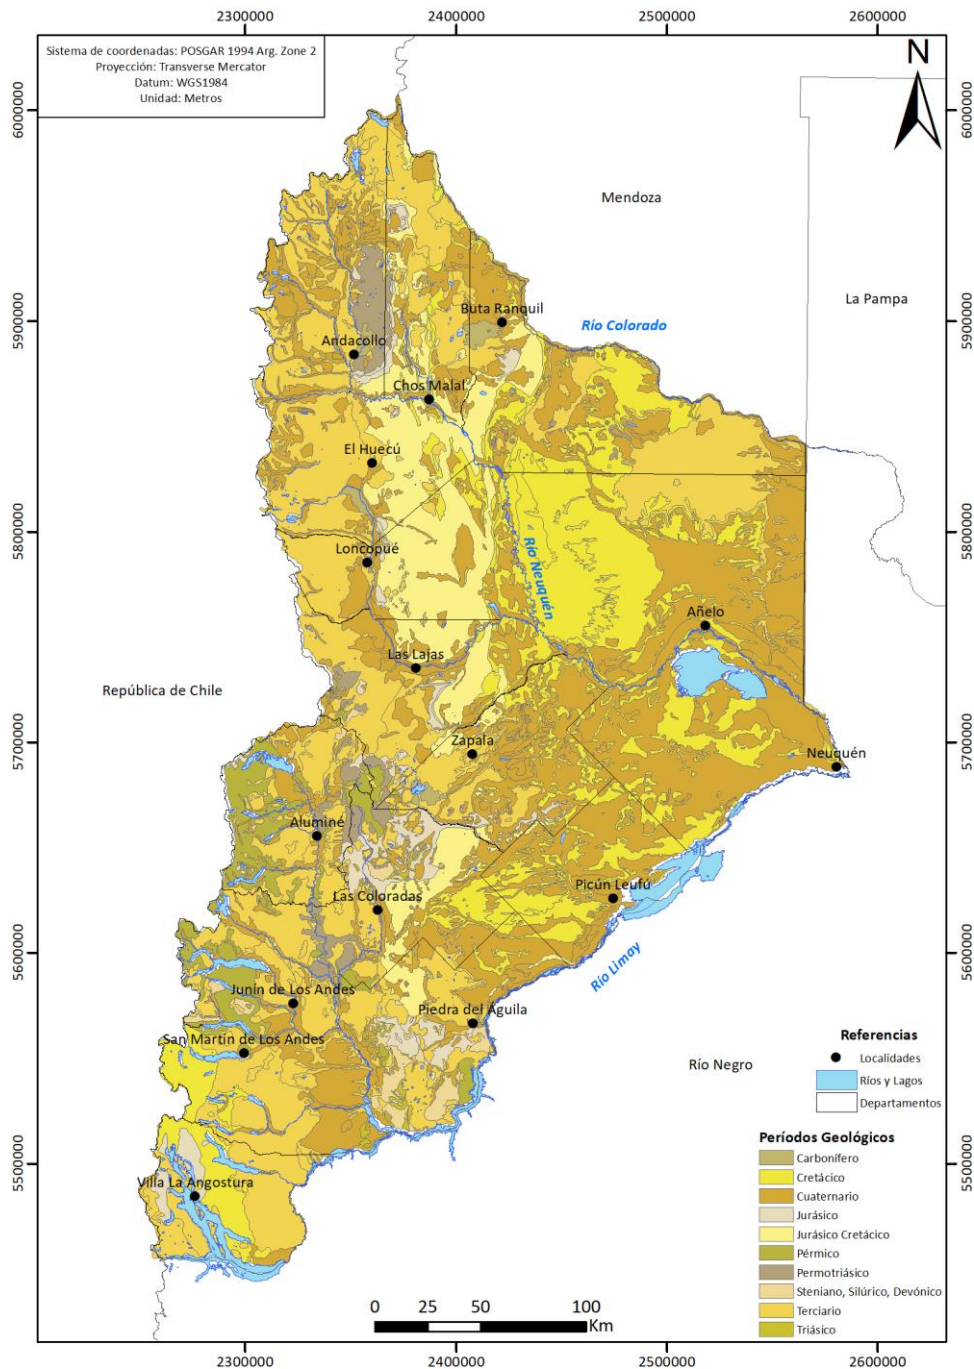 2300000
2400000
2500000
2600000
Sistema de coordenadas: POSGAR 1994 Arg. Zone 2
Proyección: Transverse Mercator
Datum: WGS1984
Unidad: Metros
N
6000000
6000000
Mendoza
La Pampa
Buta Ranquil
Río Colorado
5900000
5900000
Andacollo
Chos Malal
El Huecú
5800000
5800000
Loncopué
Río Neuquén
Añelo
Las Lajas
República de Chile
Zapala
5700000
5700000
Neuquén
Aluminé
Picún Leufú
Las Coloradas
5600000
5600000
Río Limay
Junín de Los Andes
Piedra del Águila
San Martín de Los Andes
Río Negro
Referencias
Localidades
Ríos y Lagos
Departamentos
Períodos Geológicos
Carbonífero
Cretácico
Cuaternario
Jurásico
Jurásico Cretácico
Pérmico
Permotriásico
Steniano, Silúrico, Devónico
Terciario
Triásico
5500000
5500000
Villa La Angostura
0 25 50 100
Km
2300000
2400000
2500000
2600000